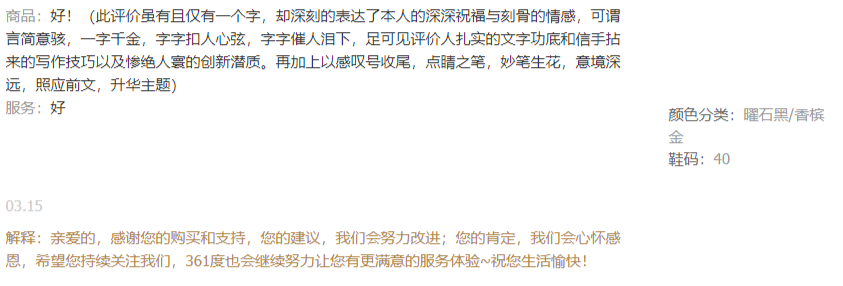 商品：好！（此评价虽有且仅有一个字，却深刻的表达了本人的深深祝福与刻骨的情感，可谓
言简意骇，一字千金，字字扣人心弦，字字催人泪下，足可见评价人扎实的文字功底和信手拈
来的写作技巧以及惨绝人寰的创新潜质。再加上以感叹号收尾，点睛之笔，妙笔生花，意境深
远，照应前文，升华主题)
服务：好
颜色分类：曜石黑/香槟
金
鞋码：40
03.15
解释：亲爱的，感谢您的购买和支持，您的建议，我们会努力改进；您的肯定，我们会心怀感
恩，希望您持续关注我们，361度也会继续努力让您有更满意的服务体验~祝您生活愉快！